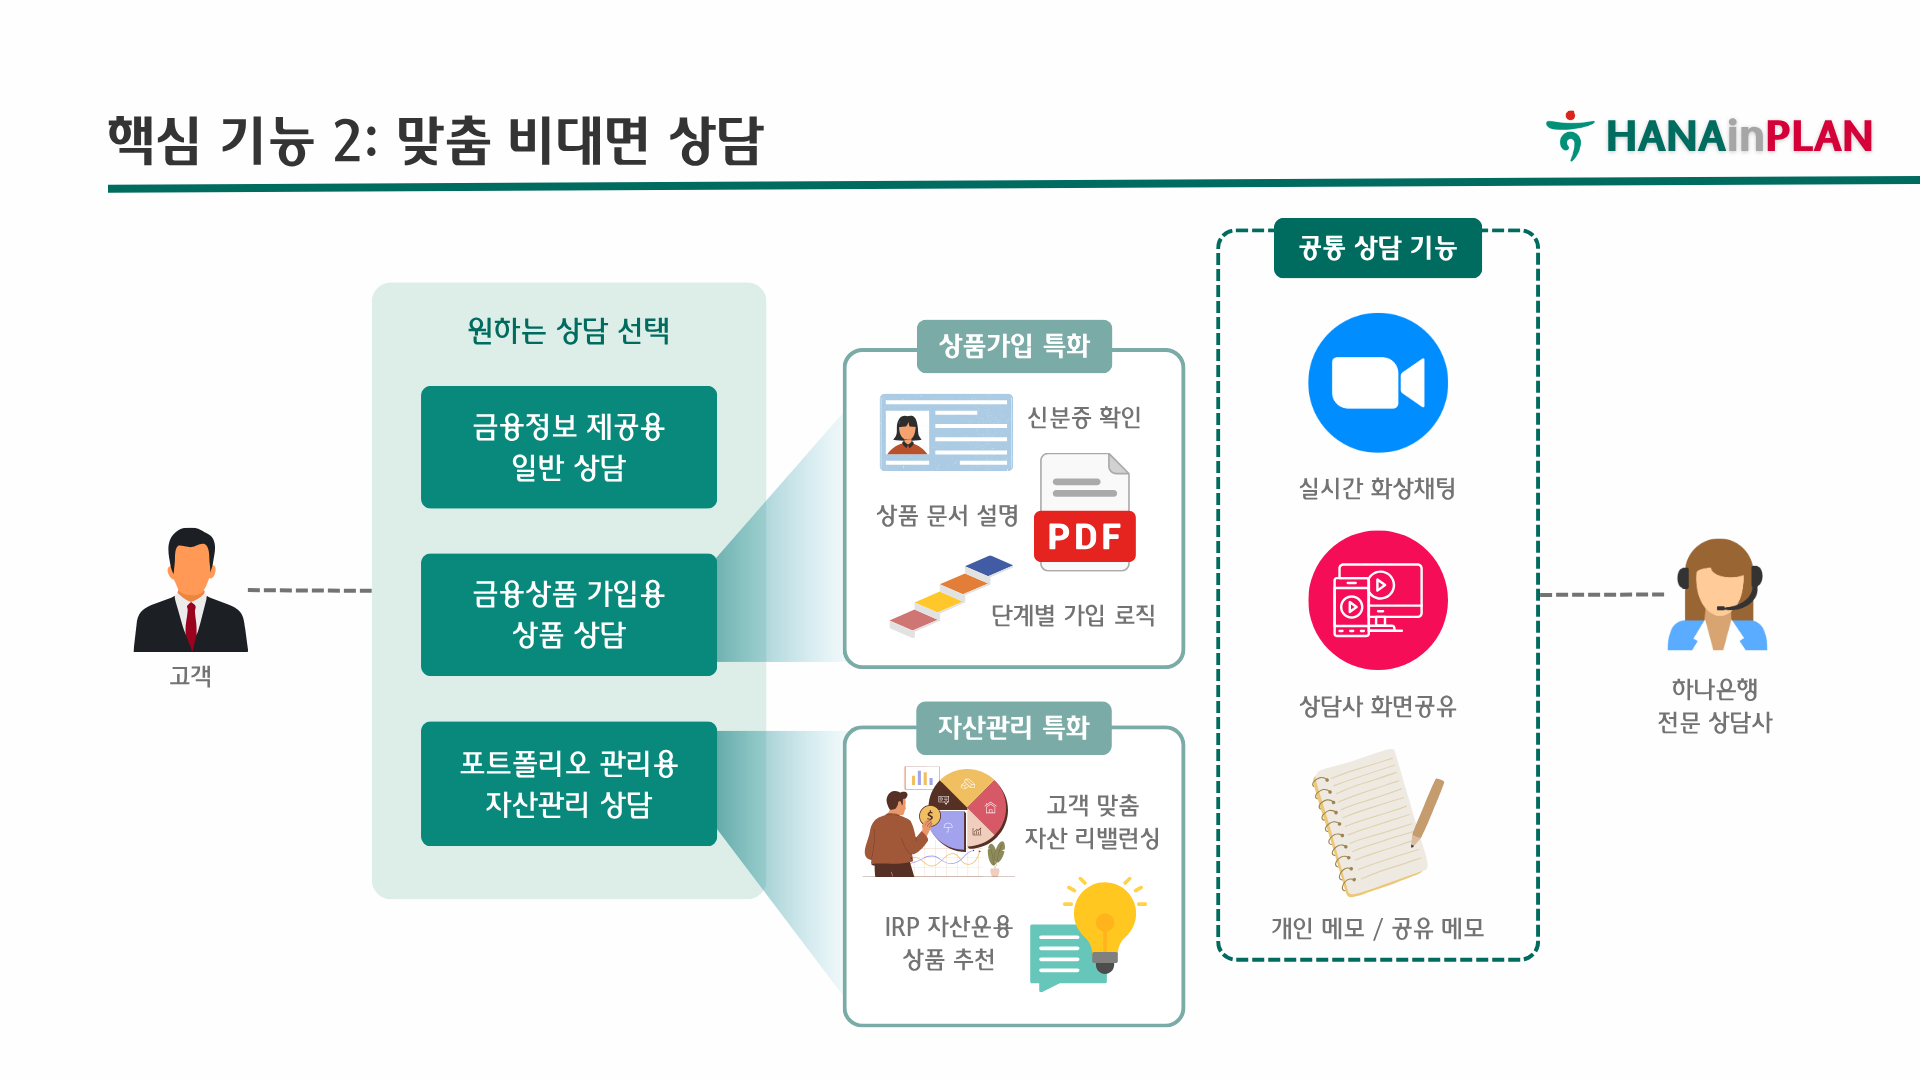 핵심 기능 2: 맞춤 비대면 상담
HANAinPLAN
고객
원하는 상담 선택
금융정보 제공용
일반 상담
금융상품 가입용
상품 상담
포트폴리오 관리용
자산관리 상담
상품가입 특화
신분증 확인
상품 문서 설명
PDF
단계별 가입 로직
자산관리 특화
$
고객 맞춤
자산 리밸런싱
IRP 자산운용
상품 추천
공통 상담 기능
실시간 화상채팅
상담사 화면공유
개인 메모 / 공유 메모
하나은행
전문 상담사